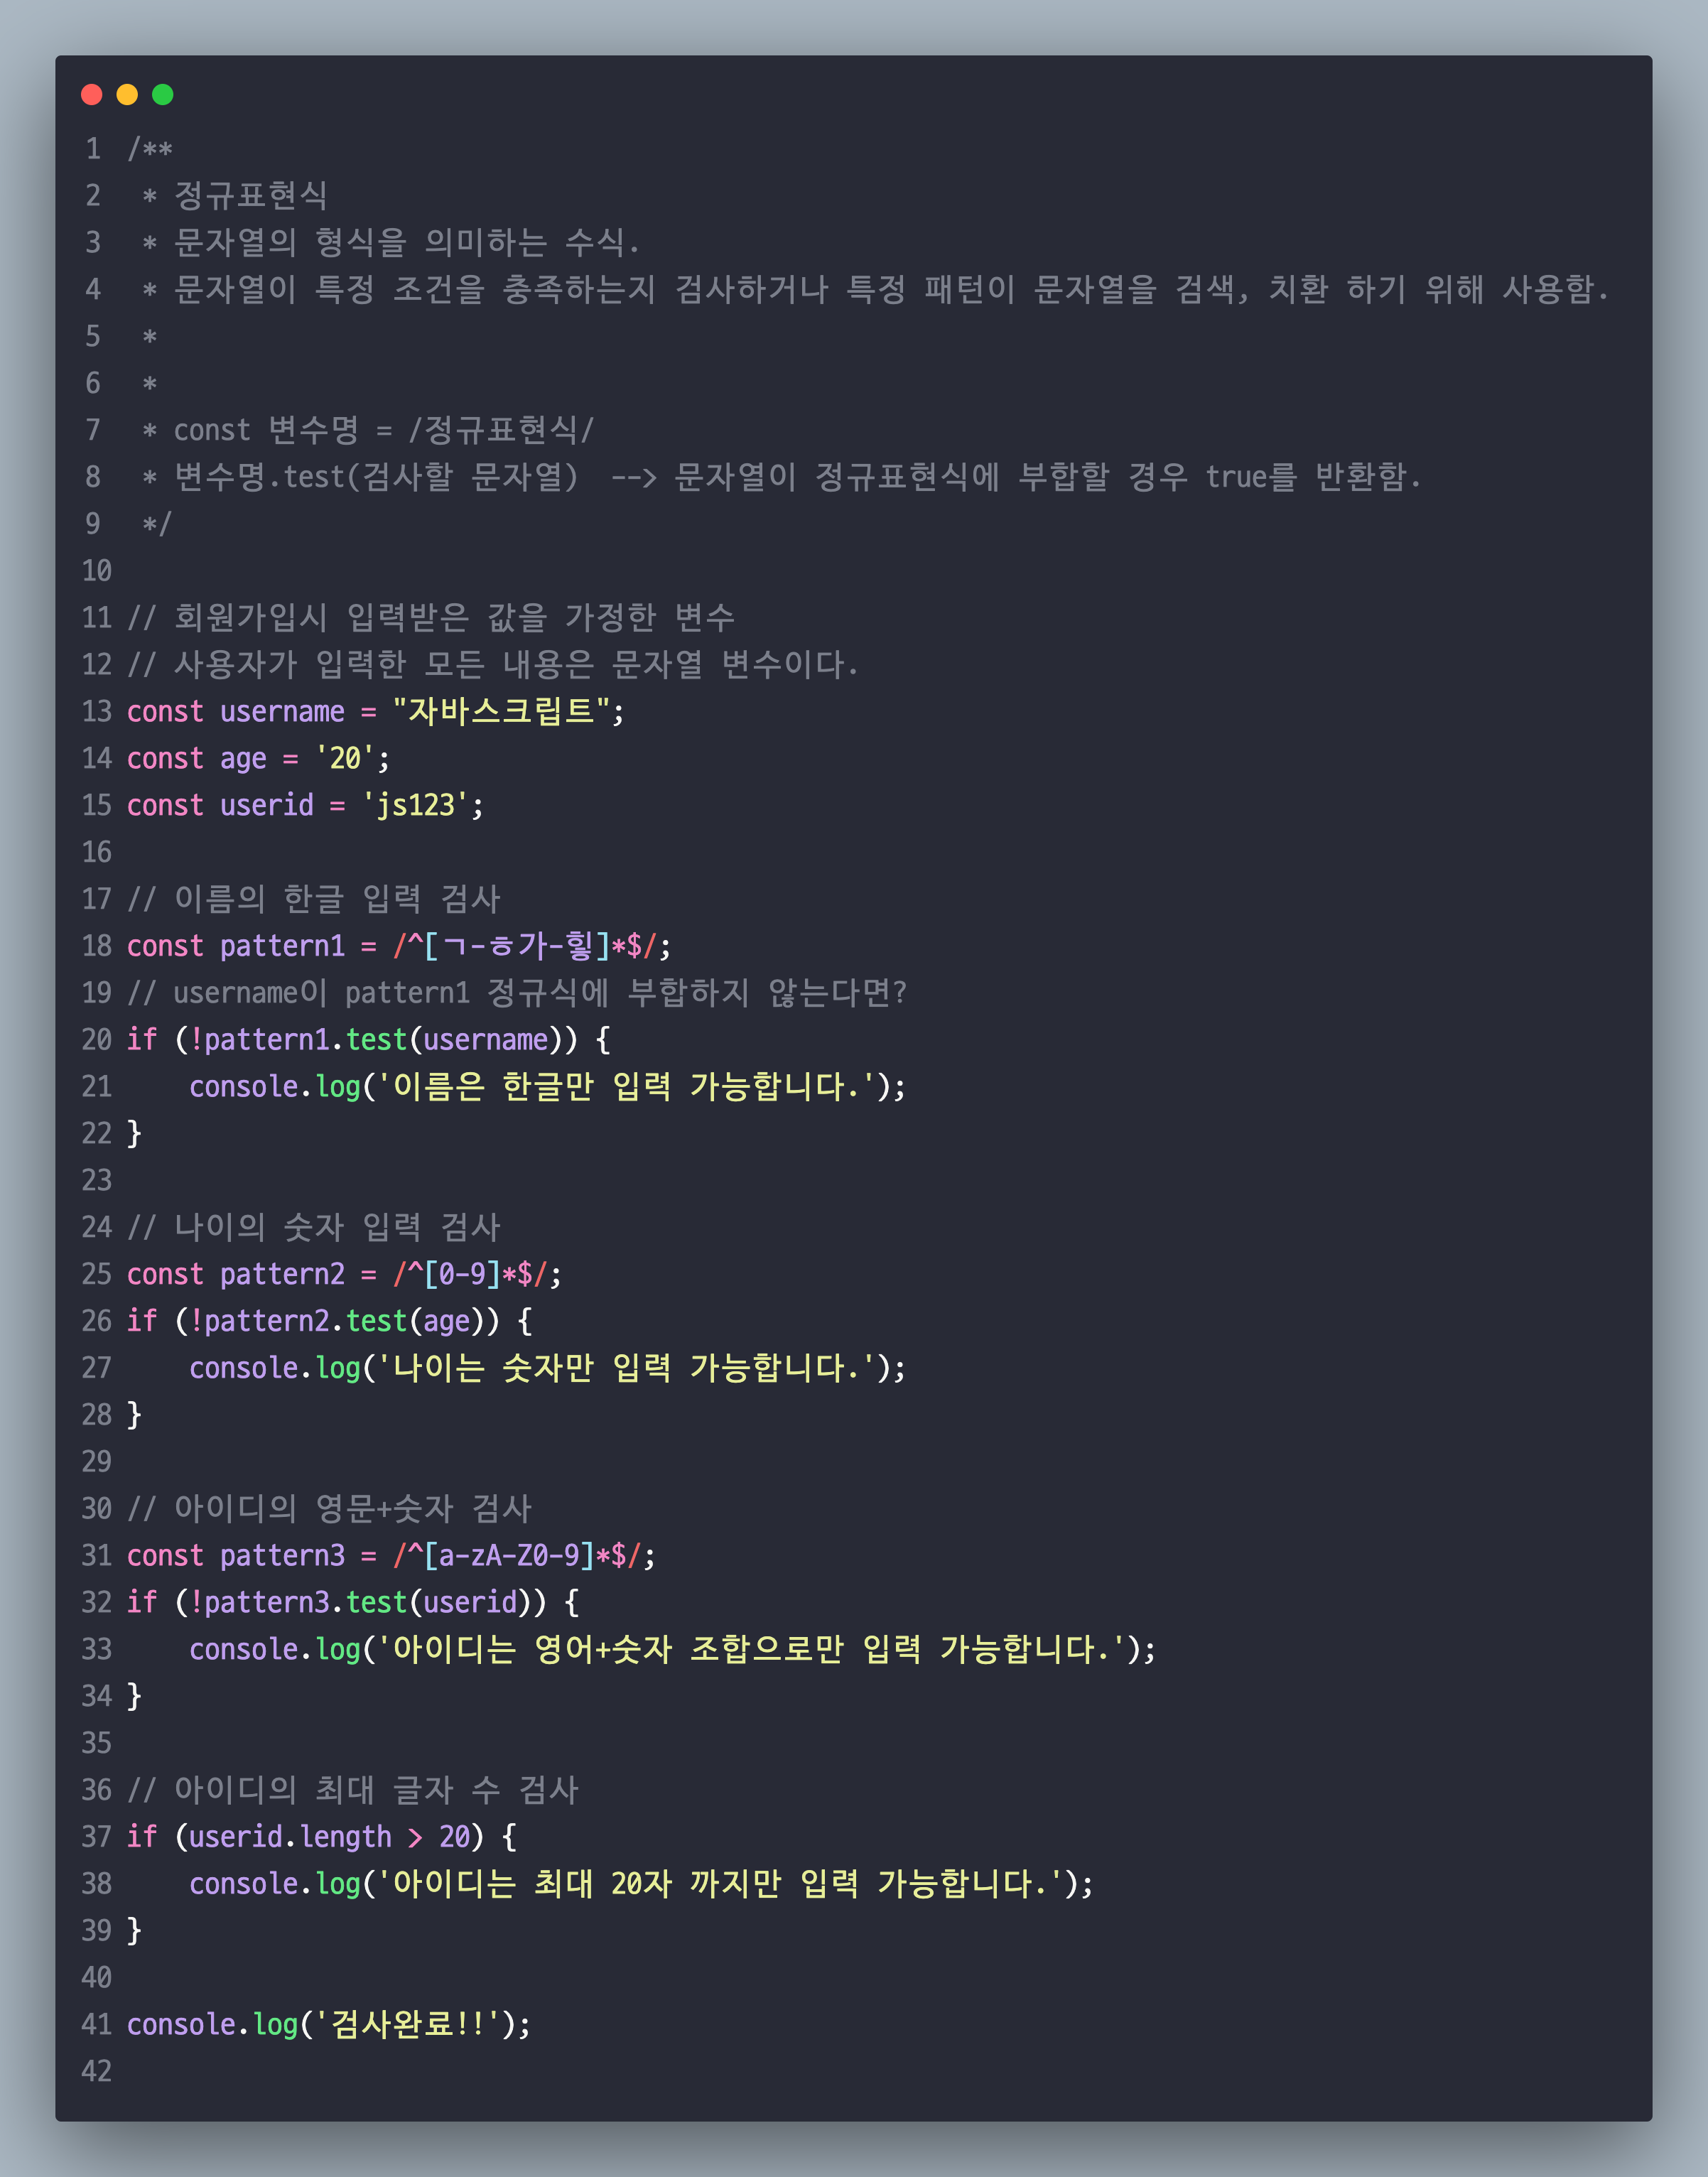 1 /**
2  * 정규표현식
3  * 문자열의 형식을 의미하는 수식.
4  * 문자열이 특정 조건을 충족하는지 검사하거나 특정 패턴이 문자열을 검색, 치환 하기 위해 사용함.
5  *
6  *
7  * const 변수명 = /정규표현식/
8  * 변수명.test(검사할 문자열)  --> 문자열이 정규표현식에 부합할 경우 true를 반환함.
9  */
10
11 // 회원가입시 입력받은 값을 가정한 변수
12 // 사용자가 입력한 모든 내용은 문자열 변수이다.
13 const username = "자바스크립트";
14 const age = '20';
15 const userid = 'js123';
16
17 // 이름의 한글 입력 검사
18 const pattern1 = /^[ㄱ-ㅎ가-힣]*$/;
19 // username이 pattern1 정규식에 부합하지 않는다면?
20 if (!pattern1.test(username)) {
21     console.log('이름은 한글만 입력 가능합니다.');
22 }
23
24 // 나이의 숫자 입력 검사
25 const pattern2 = /^[0-9]*$/;
26 if (!pattern2.test(age)) {
27     console.log('나이는 숫자만 입력 가능합니다.');
28 }
29
30 // 아이디의 영문+숫자 검사
31 const pattern3 = /^[a-zA-Z0-9]*$/;
32 if (!pattern3.test(userid)) {
33     console.log('아이디는 영어+숫자 조합으로만 입력 가능합니다.');
34 }
35
36 // 아이디의 최대 글자 수 검사
37 if (userid.length > 20) {
38     console.log('아이디는 최대 20자 까지만 입력 가능합니다.');
39 }
40
41 console.log('검사완료!!');
42